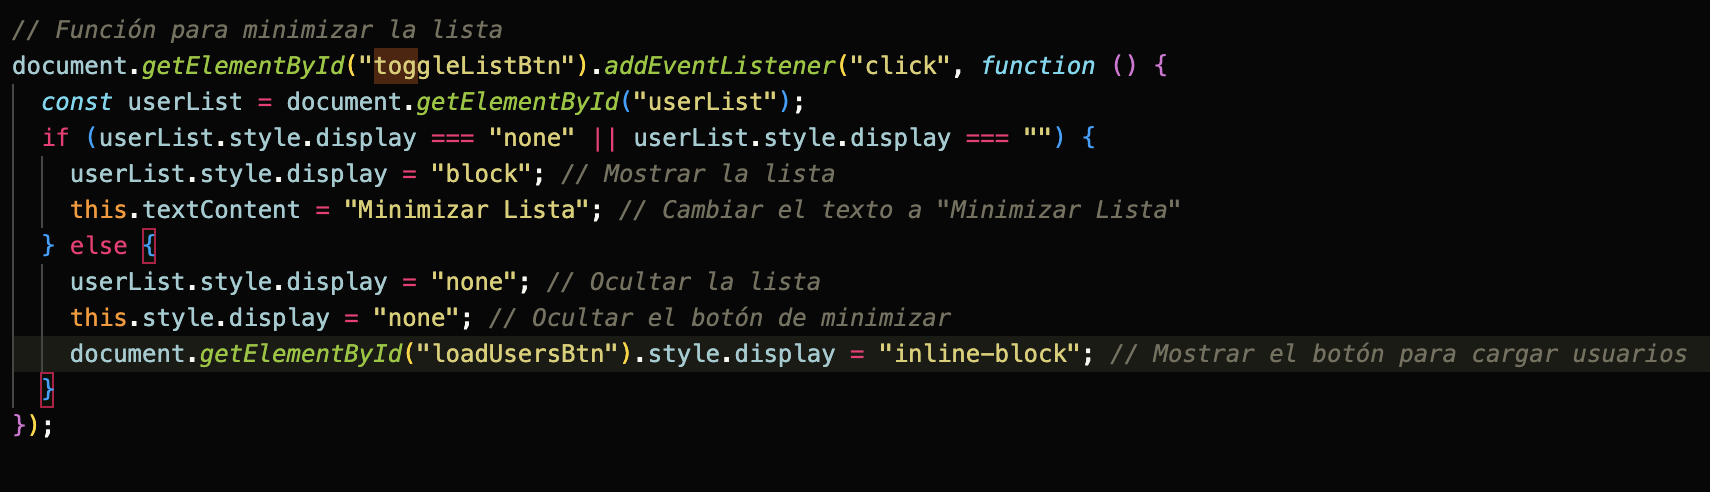 // Función para minimizar la lista
document.getElementById("toggleListBtn").addEventListener("click", function () {
  const userList = document.getElementById("userList");
  if (userList.style.display === "none" || userList.style.display === "") {
    userList.style.display = "block"; // Mostrar la lista
    this.textContent = "Minimizar Lista"; // Cambiar el texto a "Minimizar Lista"
  } else {
    userList.style.display = "none"; // Ocultar la lista
    this.style.display = "none"; // Ocultar el botón de minimizar
    document.getElementById("loadUsersBtn").style.display = "inline-block"; // Mostrar el botón para cargar usuarios
  }
});